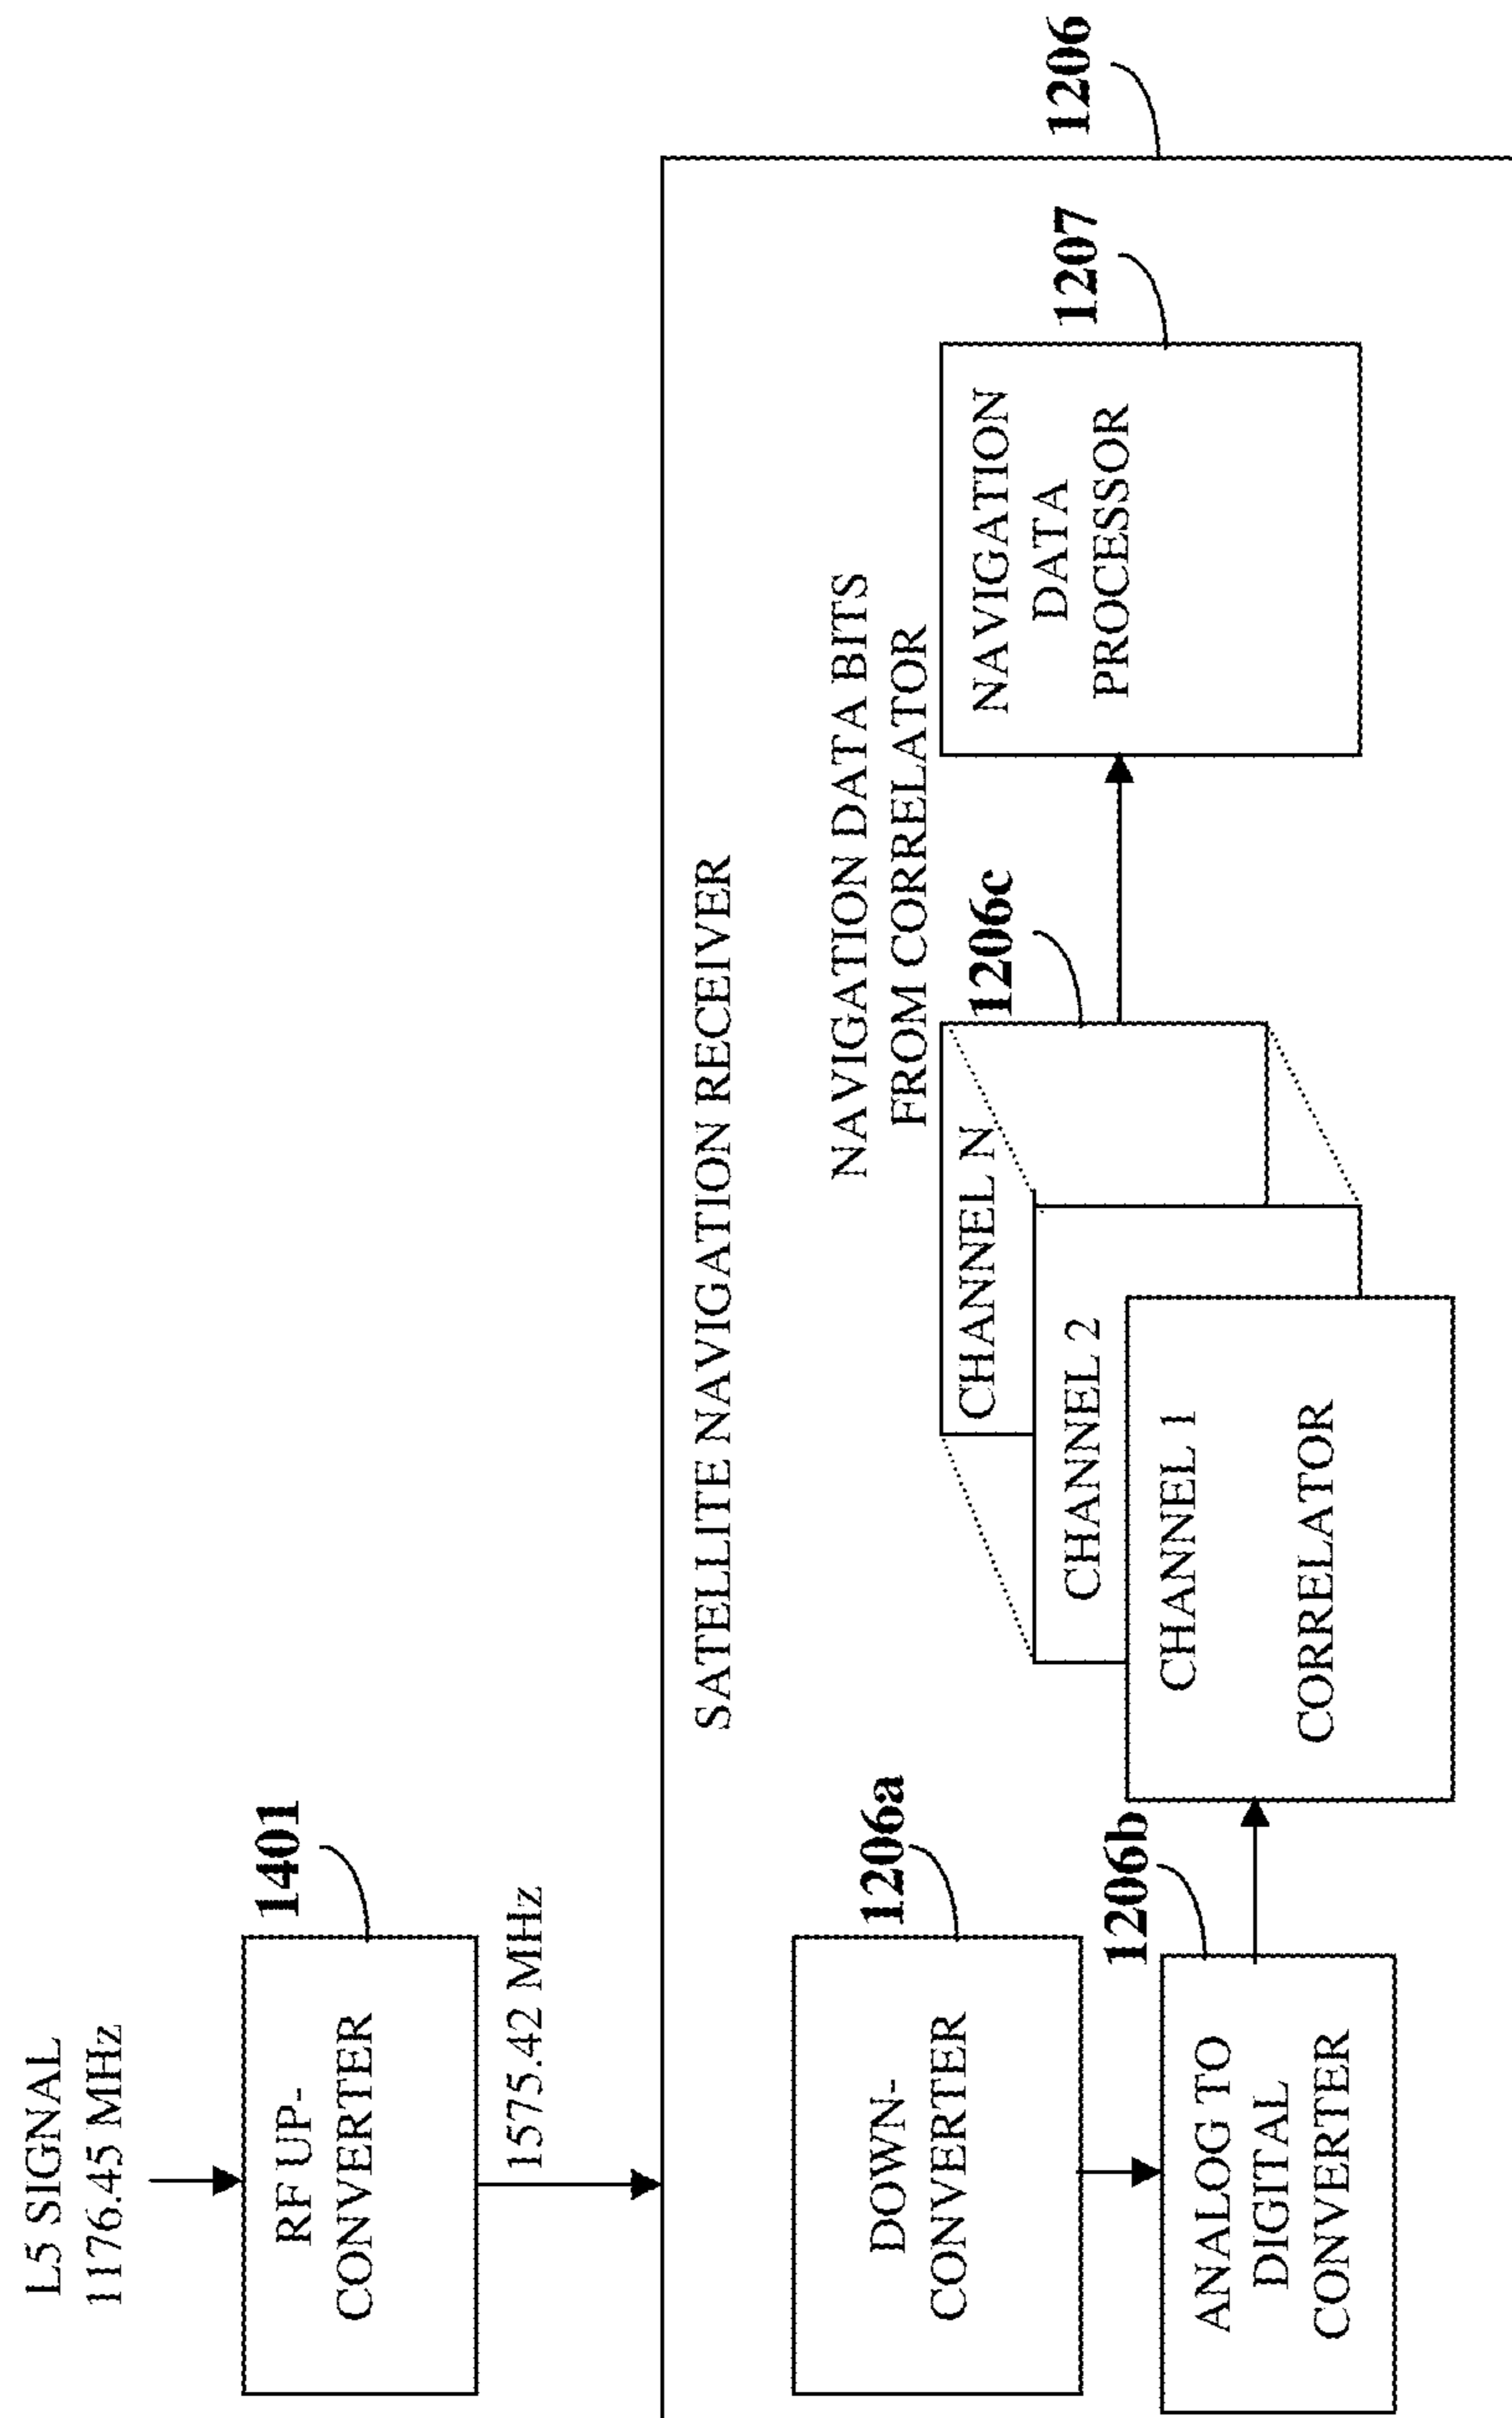 L5 SIGNAL
1176.45 MHz
1401
RF UP-
CONVERTER
1575.42 MHz
SATELLITE NAVIGATION RECEIVER
1206
1206a
DOWN-
CONVERTER
1206b
ANALOG TO
DIGITAL
CONVERTER
NAVIGATION DATA BITS
FROM CORRELATOR
1206c
CHANNEL N
CHANNEL 2
CHANNEL 1
CORRELATOR
1207
NAVIGATION
DATA
PROCESSOR